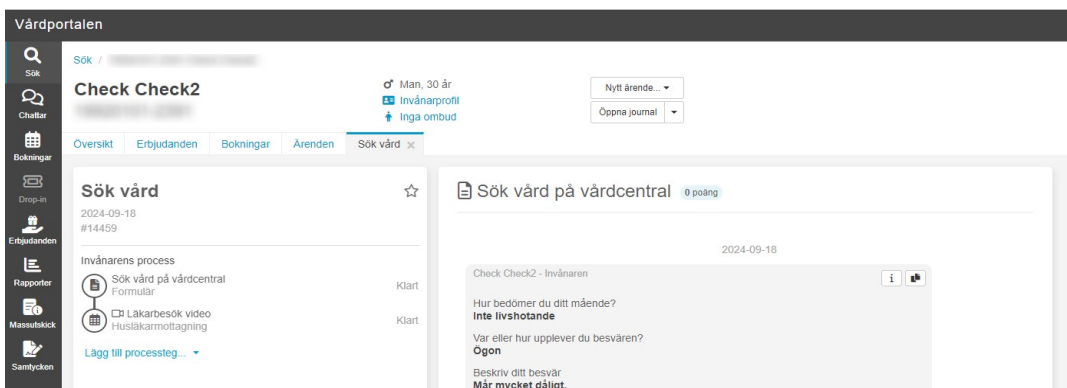 Vårdportalen
Sök
Chattar
Bokningar
Drop-in
Erbjudanden
Rapporter
Massutskick
Samtycken
Sök /
Check Check2
Man, 30 år
Invånarprofil
Inga ombud
Nytt ärende...
Öppna journal
Översikt Erbjudanden Bokningar Ärenden Sök vård
Sök vård
2024-09-18
#14459
Invånarens process
Sök vård på vårdcentral
Formulär
Klart
Läkarbesök video
Husläkarmottagning
Klart
Lägg till processteg...
Sök vård på vårdcentral 0 poäng
2024-09-18
Check Check2 - Invånaren
i
Hur bedömer du ditt mående?
Inte livshotande
Var eller hur upplever du besvären?
Ögon
Beskriv ditt besvär
Mår mycket dåligt.